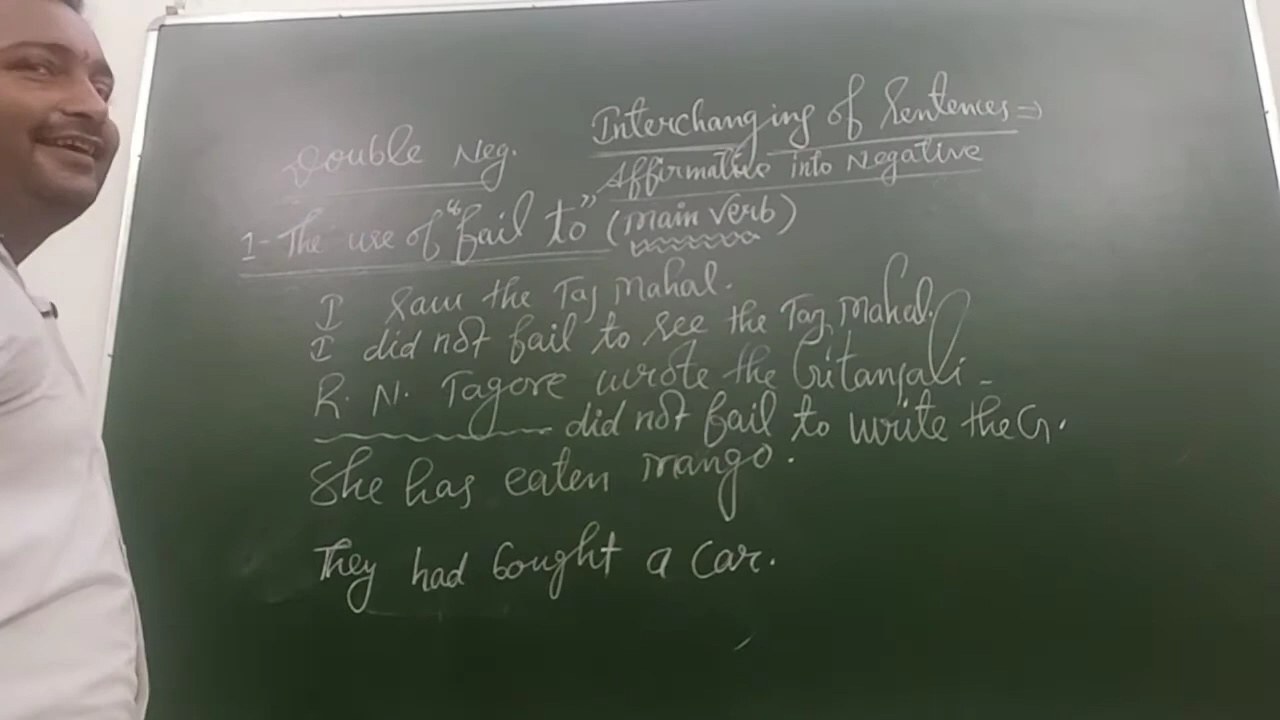 Interchanging of Sentences ⇒
Double Neg. Affirmative into Negative
1- The use of "fail to" (main verb)
I saw the Taj Mahal.
I did not fail to see the Taj Mahal.
R. N. Tagore wrote the Gitanjali -
did not fail to write the G.
She has eaten mango.
They had bought a car.